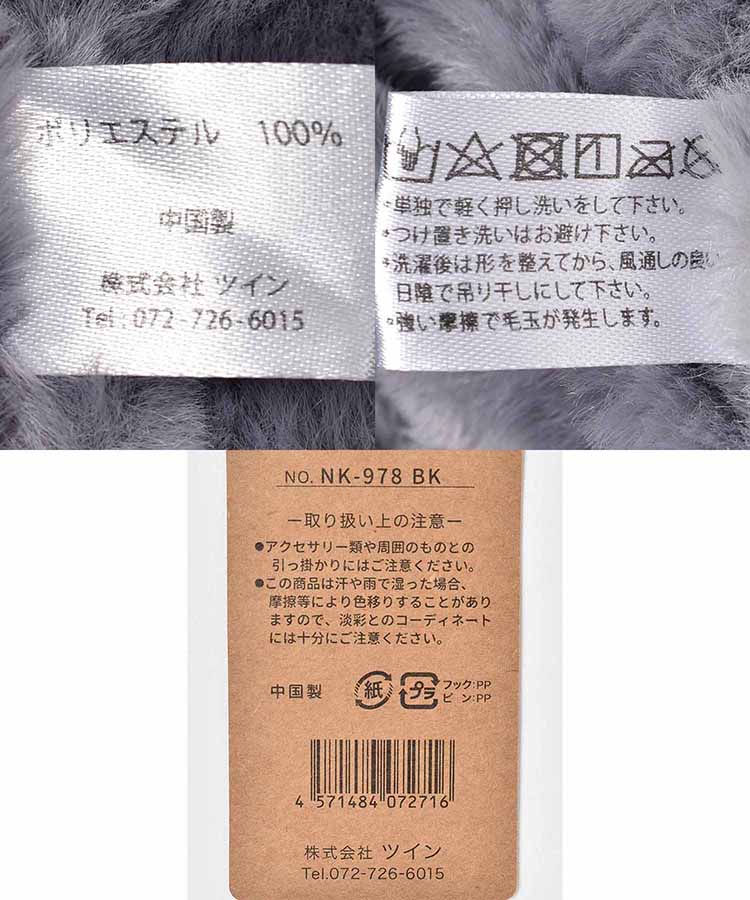 ポリエステル 100%
中国製
株式会社 ツイン
Tel:072-726-6015
・単独で軽く押し洗いをして下さい。
・つけ置き洗いはお避け下さい。
・洗濯後は形を整えてから、風通しの良い
日陰で吊り干しにして下さい。
・強い摩擦で毛玉が発生します。
NO. NK-978 BK
ー取り扱い上の注意ー
●アクセサリー類や周囲のものとの
引っ掛かりにはご注意ください。
●この商品は汗や雨で湿った場合、
摩擦等により色移りすることがあり
ますので、淡彩とのコーディネート
には十分にご注意ください。
中国製 紙 プラ フック:PP
ピン:PP
4 571484 072716
株式会社 ツイン
Tel.072-726-6015